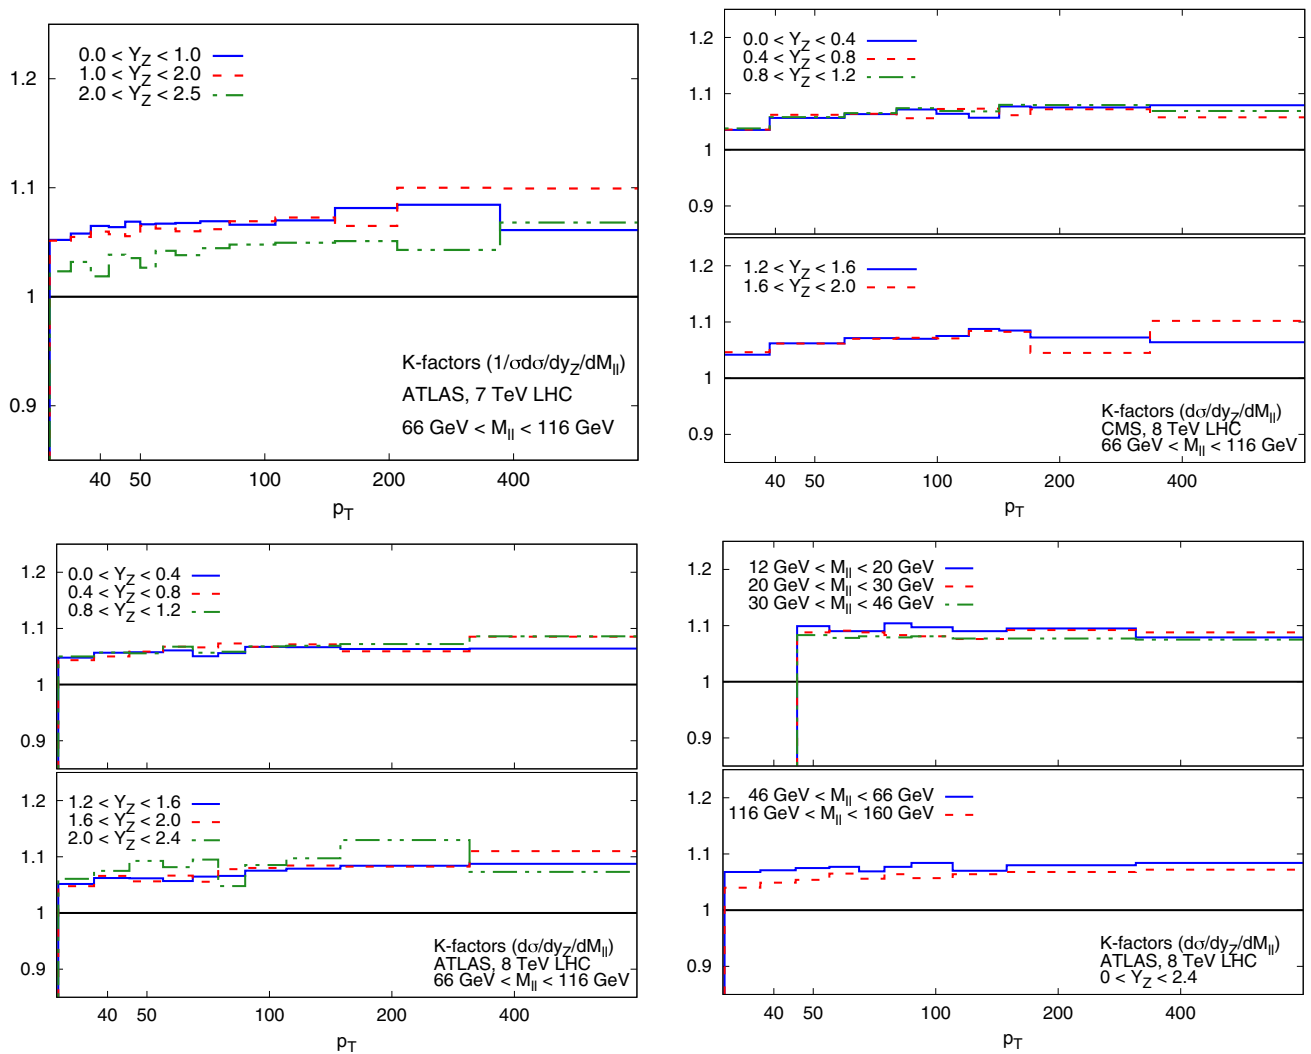 0.0 < Y_Z < 1.0
1.0 < Y_Z < 2.0
2.0 < Y_Z < 2.5
1.2
1.1
1
0.9
K-factors (1/σdσ/dy_Z/dM_ll)
ATLAS, 7 TeV LHC
66 GeV < M_ll < 116 GeV
40 50 100 200 400
p_T
0.0 < Y_Z < 0.4
0.4 < Y_Z < 0.8
0.8 < Y_Z < 1.2
1.2
1.1
1
0.9
1.2 < Y_Z < 1.6
1.6 < Y_Z < 2.0
1.2
1.1
1
0.9
K-factors (dσ/dy_Z/dM_ll)
CMS, 8 TeV LHC
66 GeV < M_ll < 116 GeV
40 50 100 200 400
p_T
0.0 < Y_Z < 0.4
0.4 < Y_Z < 0.8
0.8 < Y_Z < 1.2
1.2
1.1
1
0.9
1.2 < Y_Z < 1.6
1.6 < Y_Z < 2.0
2.0 < Y_Z < 2.4
1.2
1.1
1
0.9
K-factors (dσ/dy_Z/dM_ll)
ATLAS, 8 TeV LHC
66 GeV < M_ll < 116 GeV
40 50 100 200 400
p_T
12 GeV < M_ll < 20 GeV
20 GeV < M_ll < 30 GeV
30 GeV < M_ll < 46 GeV
1.2
1.1
1
0.9
46 GeV < M_ll < 66 GeV
116 GeV < M_ll < 160 GeV
1.2
1.1
1
0.9
K-factors (dσ/dy_Z/dM_ll)
ATLAS, 8 TeV LHC
0 < Y_Z < 2.4
40 50 100 200 400
p_T